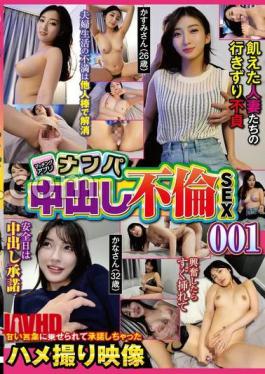 飢えた人妻たちの
行きずり不貞
かすみさん(26歳)
夫婦生活の不満は他人棒で解消
ナンパ
中出し不倫SEX
001
かなさん(32歳)
安全日は
中出し承諾
興奮したら
すぐ挿れて
JAVHD
甘い言葉に乗せられて承諾しちゃった
ハメ撮り映像